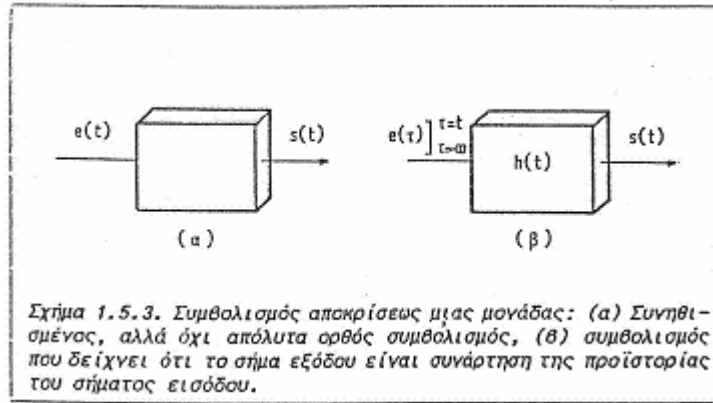 e(t)
s(t)
(α)
e(τ)]τ=t τ=-∞
h(t)
s(t)
(β)
Σχήμα 1.5.3. Συμβολισμός αποκρίσεως μιας μονάδας: (α) Συνηθι-
σμένος, αλλά όχι απόλυτα ορθός συμβολισμός, (β) συμβολισμός
που δείχνει ότι το σήμα εξόδου είναι συνάρτηση της προϊστορίας
του σήματος εισόδου.